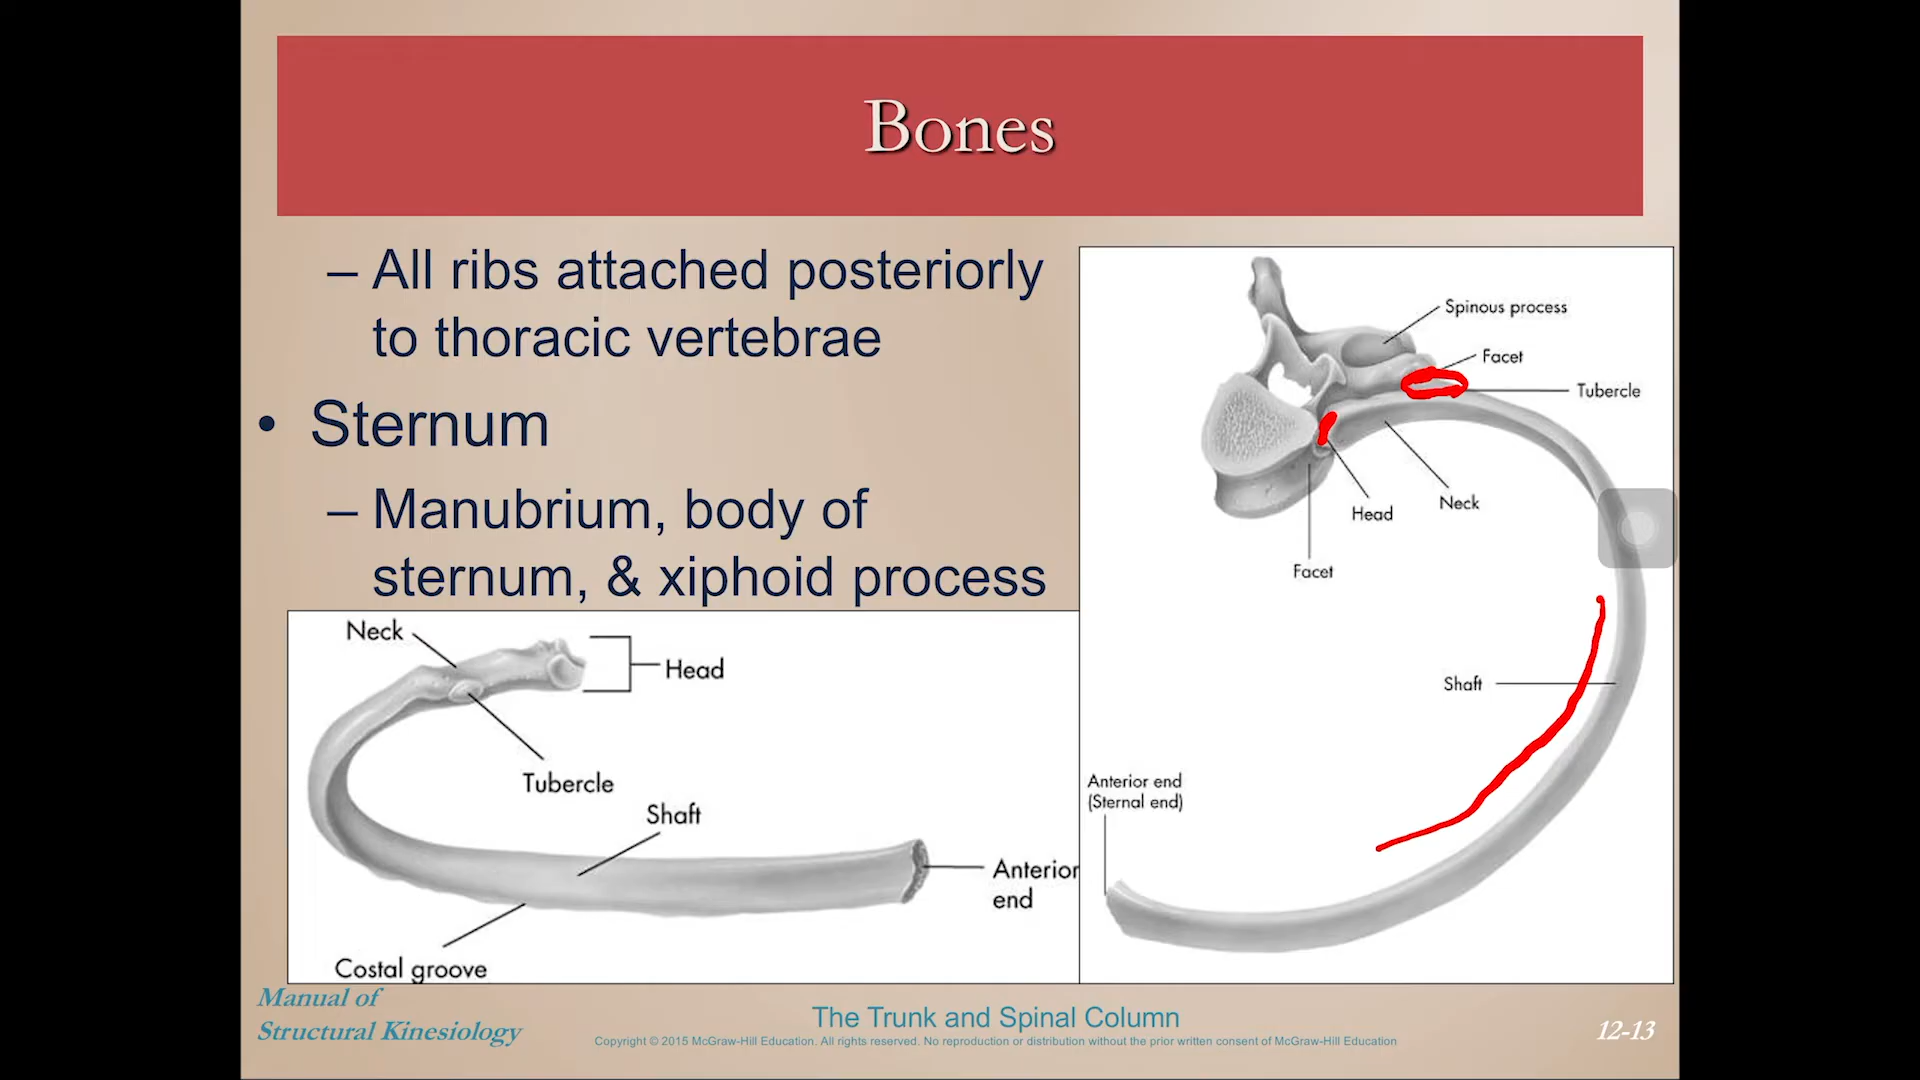 Bones
– All ribs attached posteriorly
to thoracic vertebrae
• Sternum
– Manubrium, body of
sternum, & xiphoid process
Spinous process
Facet
Tubercle
Head
Neck
Facet
Shaft
Anterior end
(Sternal end)
Neck
Head
Tubercle
Shaft
Anterior
end
Costal groove
Manual of
Structural Kinesiology
The Trunk and Spinal Column
Copyright © 2015 McGraw-Hill Education. All rights reserved. No reproduction or distribution without the prior written consent of McGraw-Hill Education
12-13